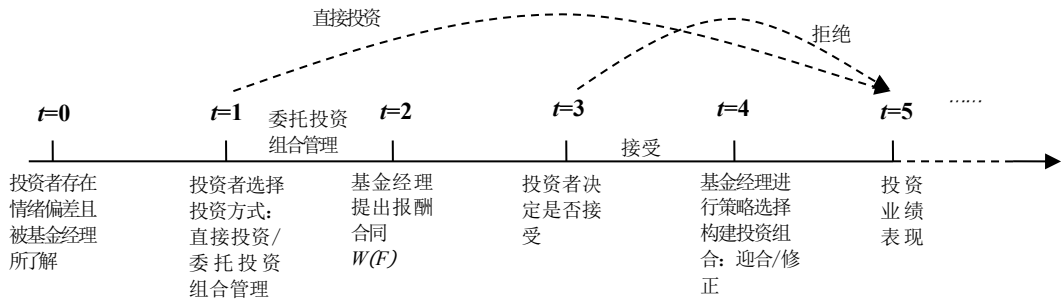 直接投资
拒绝
t=0
t=1
委托投资
组合管理
t=2
t=3
接受
t=4
t=5
……
投资者存在
情绪偏差且
被基金经理
所了解
投资者选择
投资方式：
直接投资/
委托投资
组合管理
基金经理
提出报酬
合同
W(F)
投资者决
定是否接
受
基金经理进
行策略选择
构建投资组
合：迎合/修
正
投资
业绩
表现